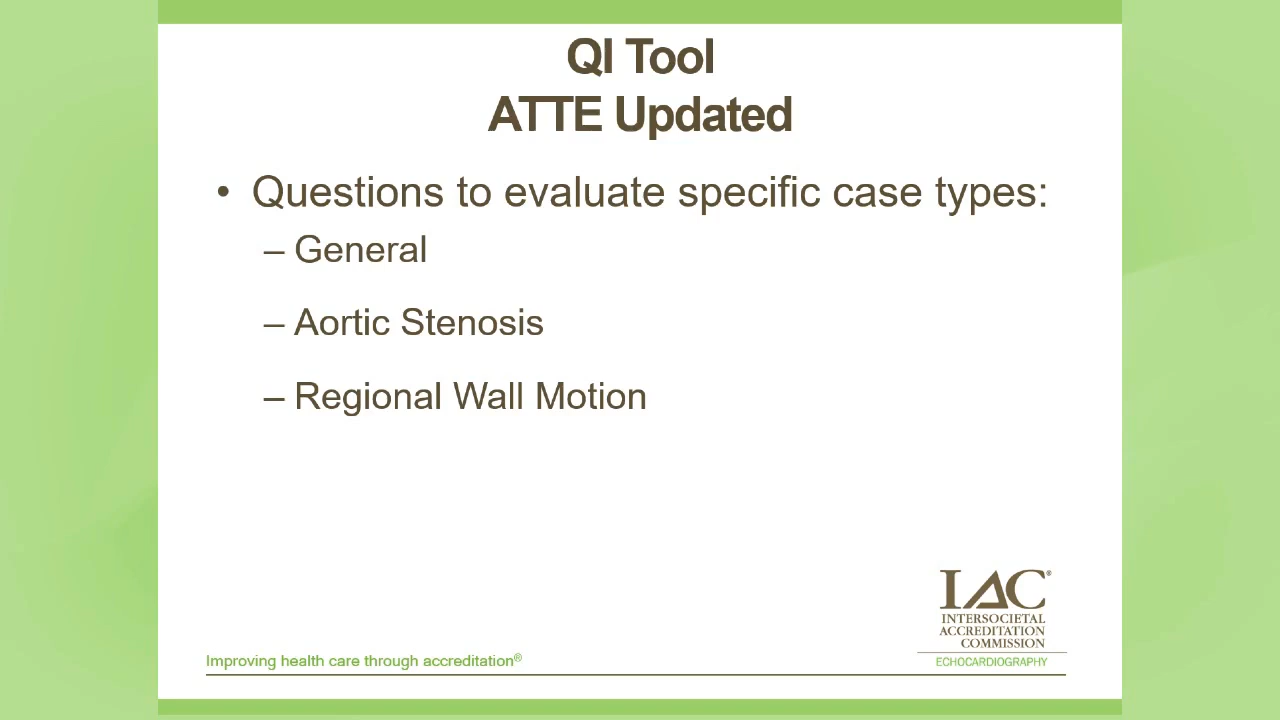 QI Tool
ATTE Updated
• Questions to evaluate specific case types:
– General
– Aortic Stenosis
– Regional Wall Motion
IAC®
INTERSOCIETAL
ACCREDITATION
COMMISSION
ECHOCARDIOGRAPHY
Improving health care through accreditation®